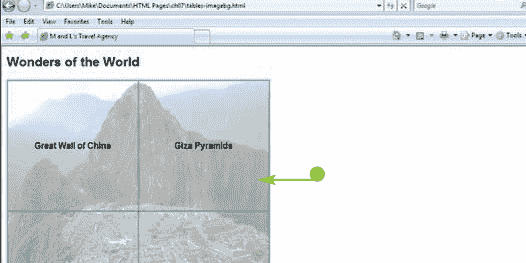 C:\Users\Mike\Documents\HTML Pages\ch07\tables-imagebg.html
Google
File Edit View Favorites Tools Help
M and L's Travel Agency
Page Tools
Wonders of the World
Great Wall of China Giza Pyramids